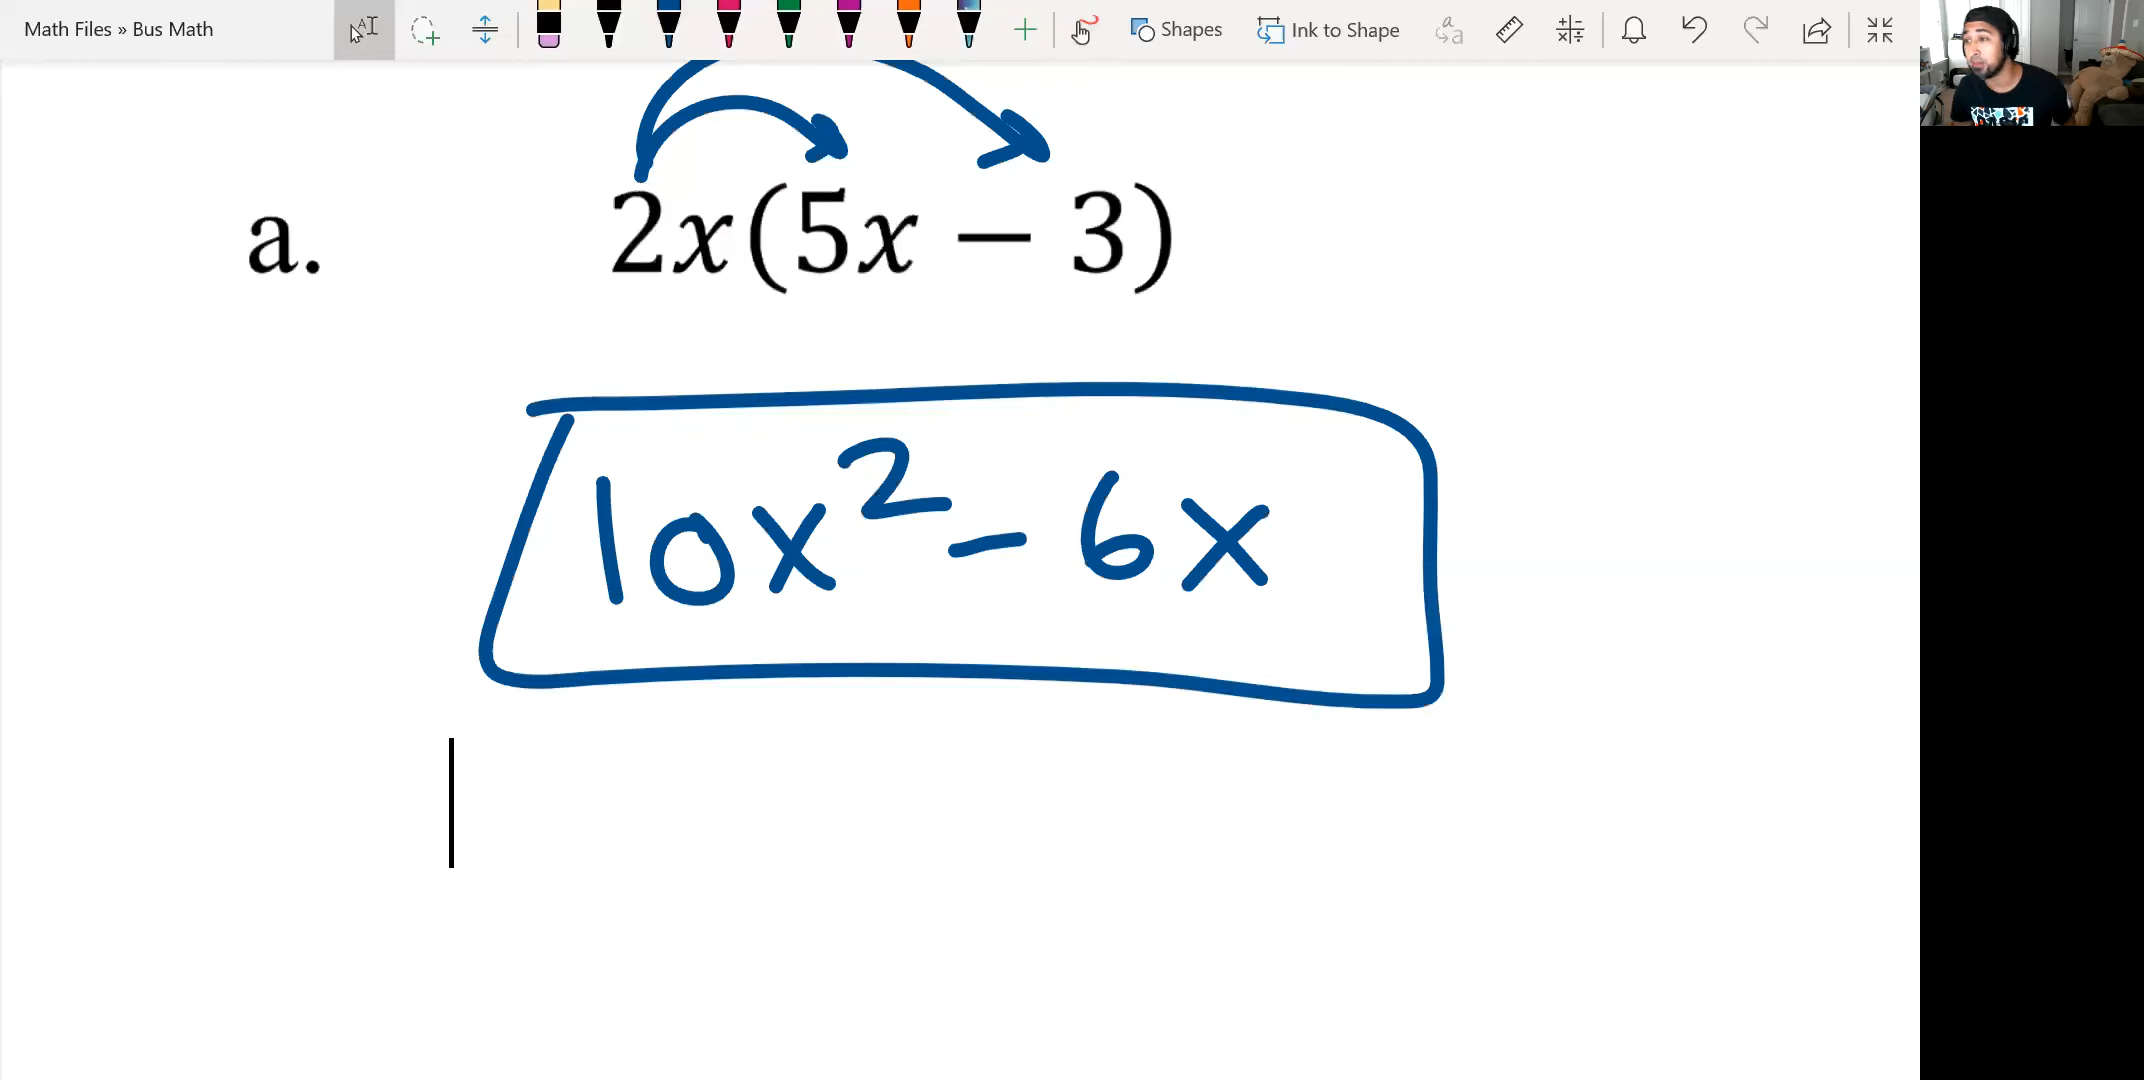 Math Files » Bus Math Shapes Ink to Shape
a. 2x(5x − 3)
10x² - 6x